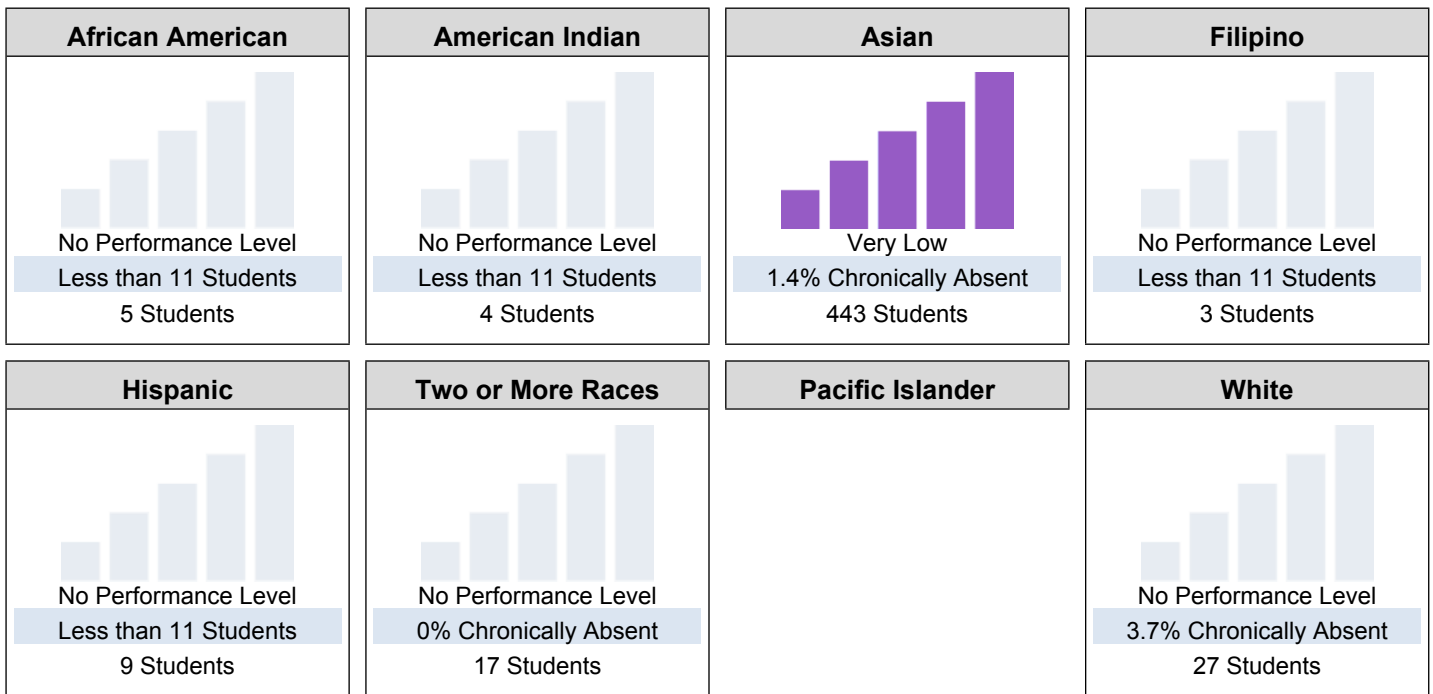 African American
No Performance Level
Less than 11 Students
5 Students
American Indian
No Performance Level
Less than 11 Students
4 Students
Asian
Very Low
1.4% Chronically Absent
443 Students
Filipino
No Performance Level
Less than 11 Students
3 Students
Hispanic
No Performance Level
Less than 11 Students
9 Students
Two or More Races
No Performance Level
0% Chronically Absent
17 Students
Pacific Islander
White
No Performance Level
3.7% Chronically Absent
27 Students